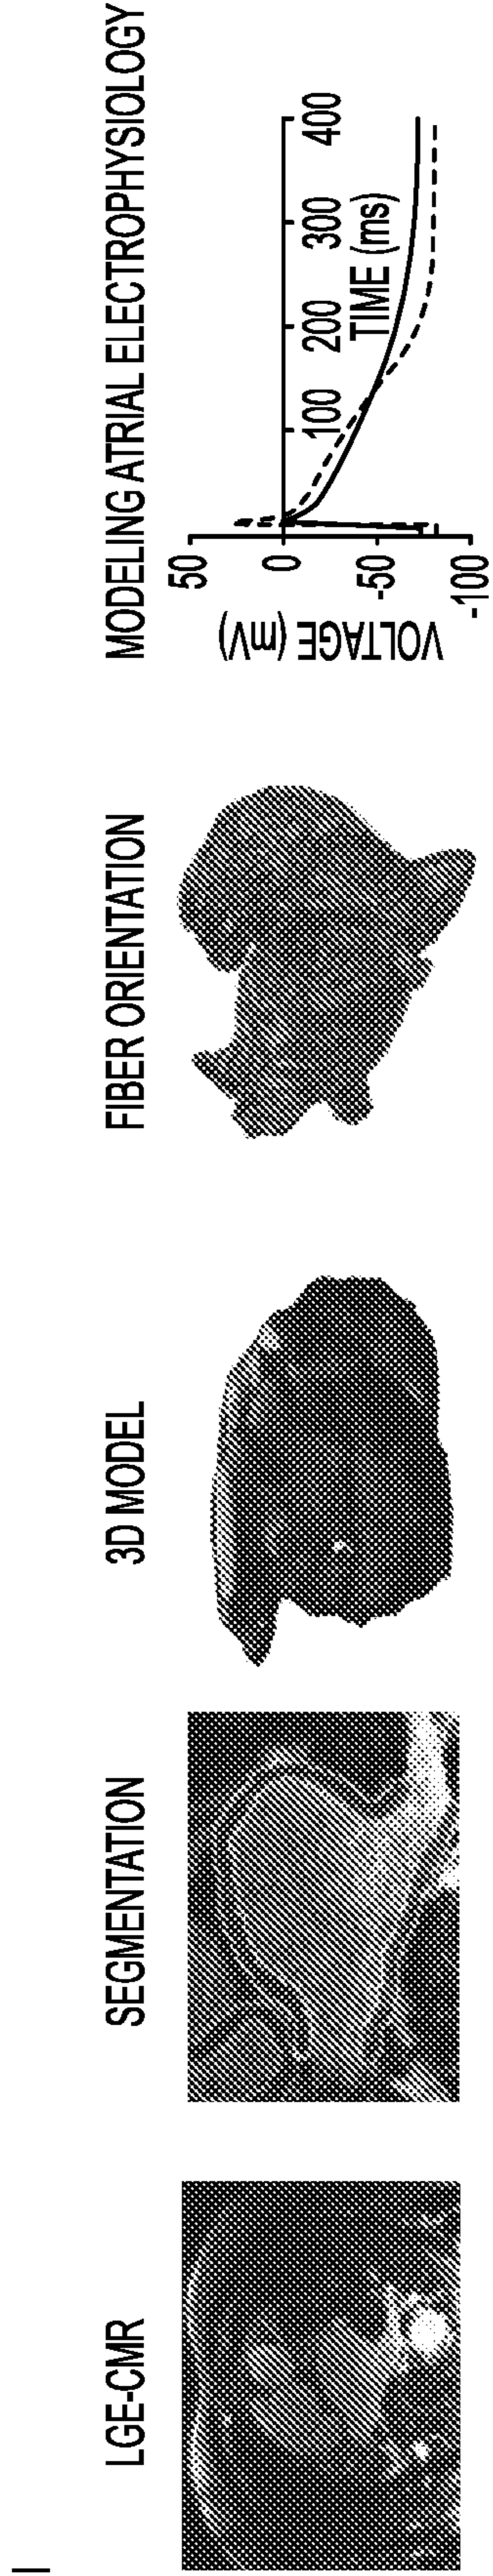 LGE-CMR
SEGMENTATION
3D MODEL
FIBER ORIENTATION
MODELING ATRIAL ELECTROPHYSIOLOGY
VOLTAGE (mV)
50
0
-50
-100
100
200
300
400
TIME (ms)